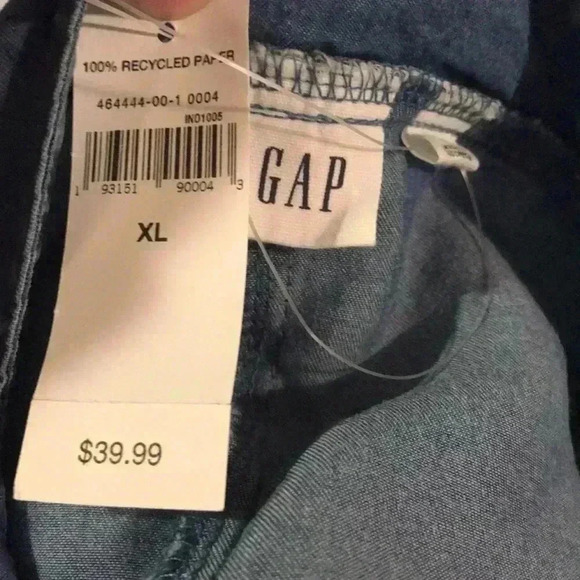 100% RECYCLED PAPER
464444-00-1 0004
IN01005
1 93151 90004 3
XL
$39.99
GAP